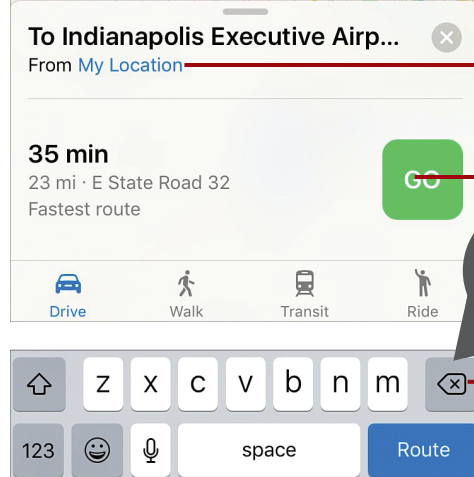 To Indianapolis Executive Airp...
From My Location
35 min
23 mi · E State Road 32
Fastest route
GO
Drive Walk Transit Ride
z x c v b n m
123 space Route